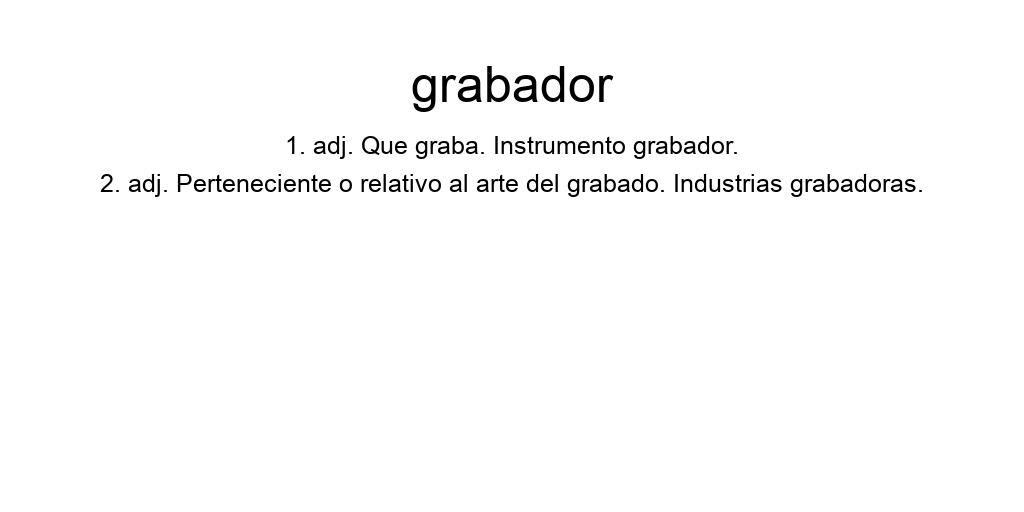 grabador
1. adj. Que graba. Instrumento grabador.
2. adj. Perteneciente o relativo al arte del grabado. Industrias grabadoras.